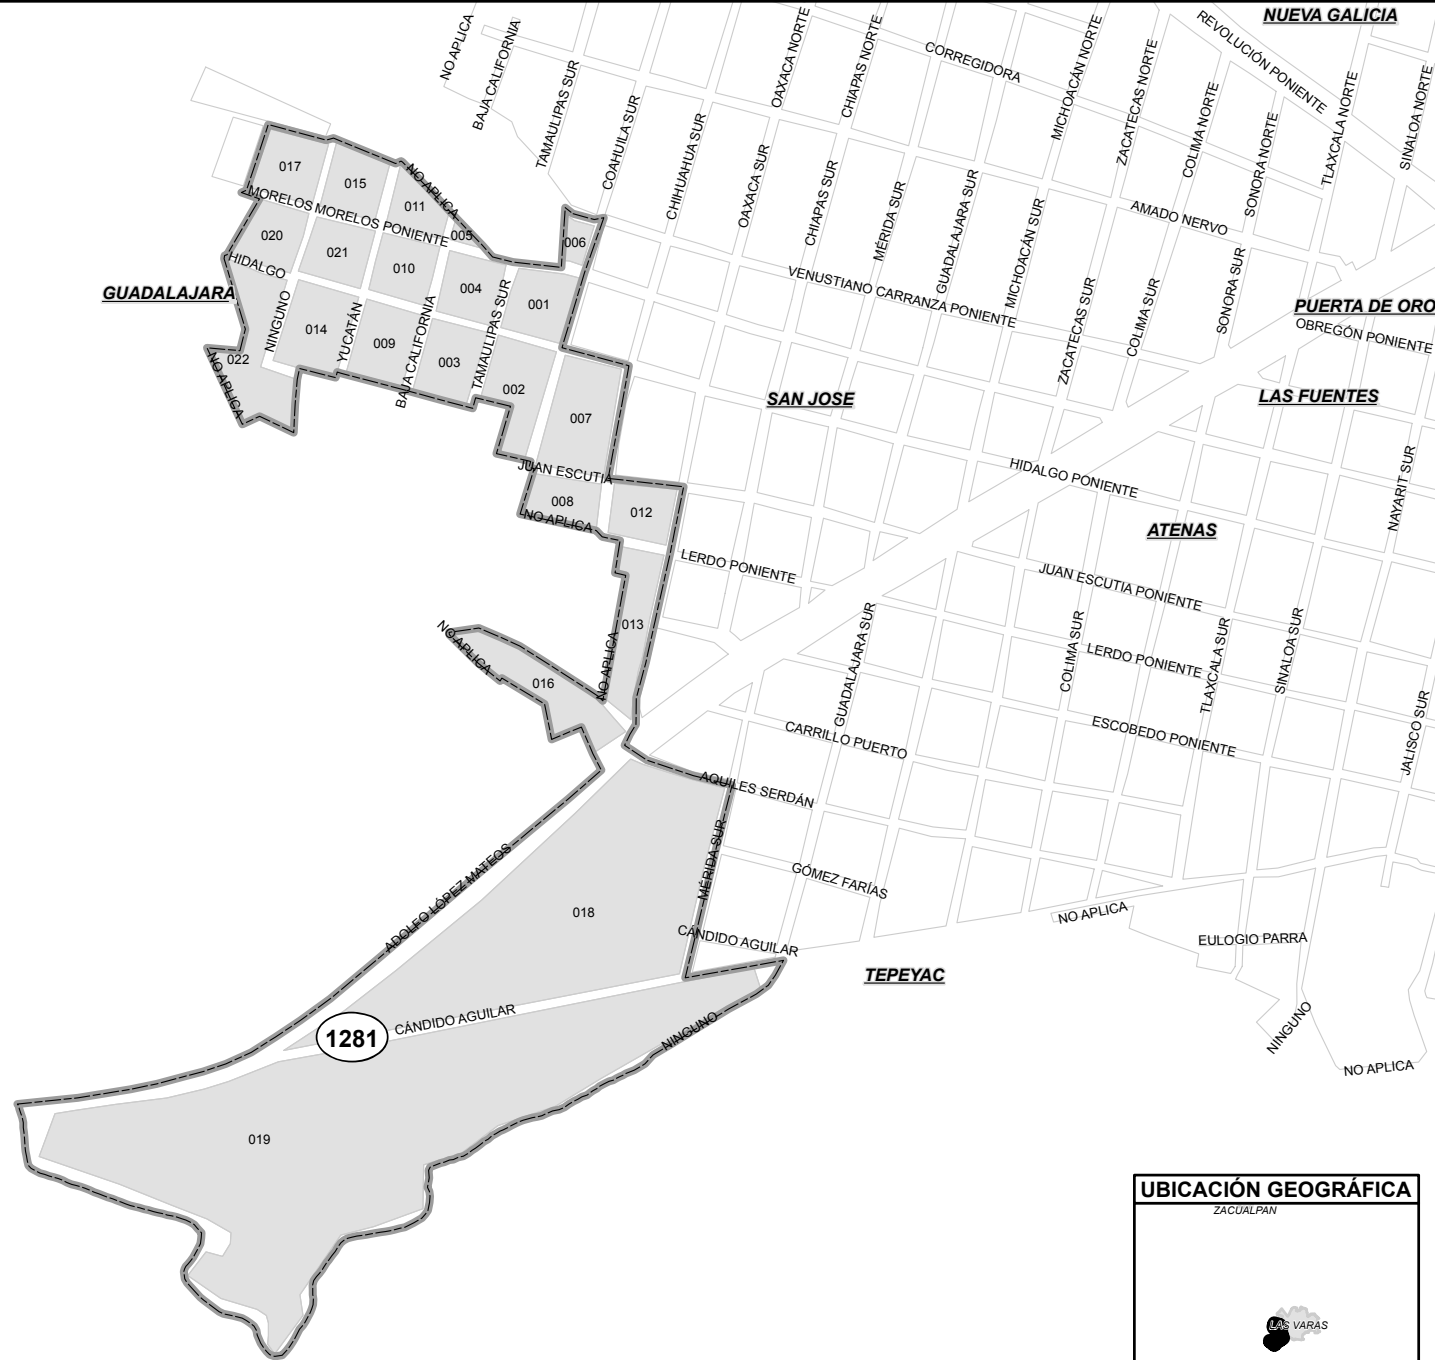 NUEVA GALICIA
NO APLICA
BAJA CALIFORNIA
TAMAULIPAS SUR
COAHUILA SUR
CHIHUAHUA SUR
OAXACA NORTE
OAXACA SUR
CHIAPAS NORTE
CHIAPAS SUR
MÉRIDA SUR
GUADALAJARA SUR
CORREGIDORA
MICHOACÁN NORTE
MICHOACÁN SUR
ZACATECAS NORTE
ZACATECAS SUR
COLIMA NORTE
COLIMA SUR
REVOLUCIÓN PONIENTE
SONORA NORTE
SONORA SUR
TLAXCALA NORTE
SINALOA NORTE
AMADO NERVO
VENUSTIANO CARRANZA PONIENTE
017
015
011
005
006
NO APLICA
MORELOS
MORELOS PONIENTE
020
021
010
004
001
HIDALGO
GUADALAJARA
NINGUNO
014
YUCATÁN
009
BAJA CALIFORNIA
003
TAMAULIPAS SUR
002
022
NO APLICA
007
PUERTA DE ORO
OBREGÓN PONIENTE
SAN JOSE
LAS FUENTES
JUAN ESCUTIA
008
NO APLICA
012
HIDALGO PONIENTE
NAYARIT SUR
ATENAS
LERDO PONIENTE
JUAN ESCUTIA PONIENTE
013
NO APLICA
NO APLICA
016
GUADALAJARA SUR
COLIMA SUR
LERDO PONIENTE
TLAXCALA SUR
SINALOA SUR
CARRILLO PUERTO
ESCOBEDO PONIENTE
JALISCO SUR
AQUILES SERDÁN
MÉRIDA SUR
GÓMEZ FARÍAS
ADOLFO LÓPEZ MATEOS
018
CÁNDIDO AGUILAR
NO APLICA
EULOGIO PARRA
TEPEYAC
CÁNDIDO AGUILAR
1281
NINGUNO
NINGUNO
NO APLICA
019
UBICACIÓN GEOGRÁFICA
ZACUALPAN
LAS VARAS